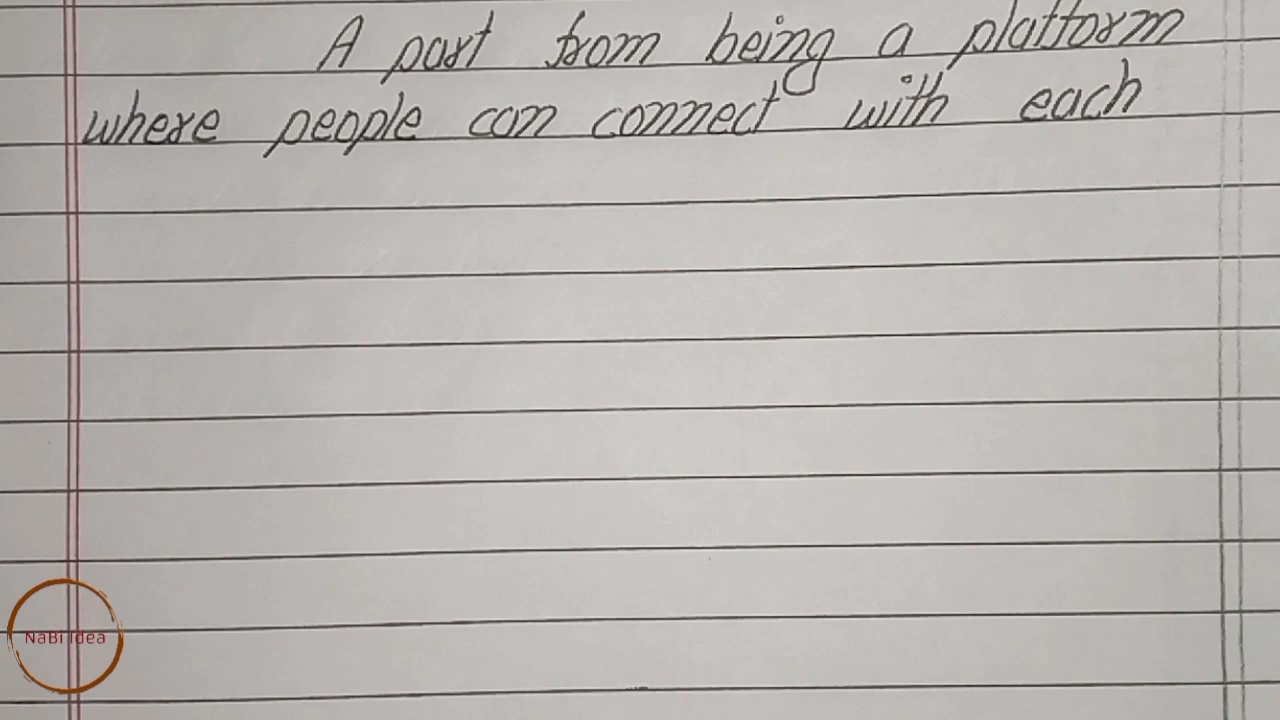 A part from being a platform
where people can connect with each
NaBi Idea